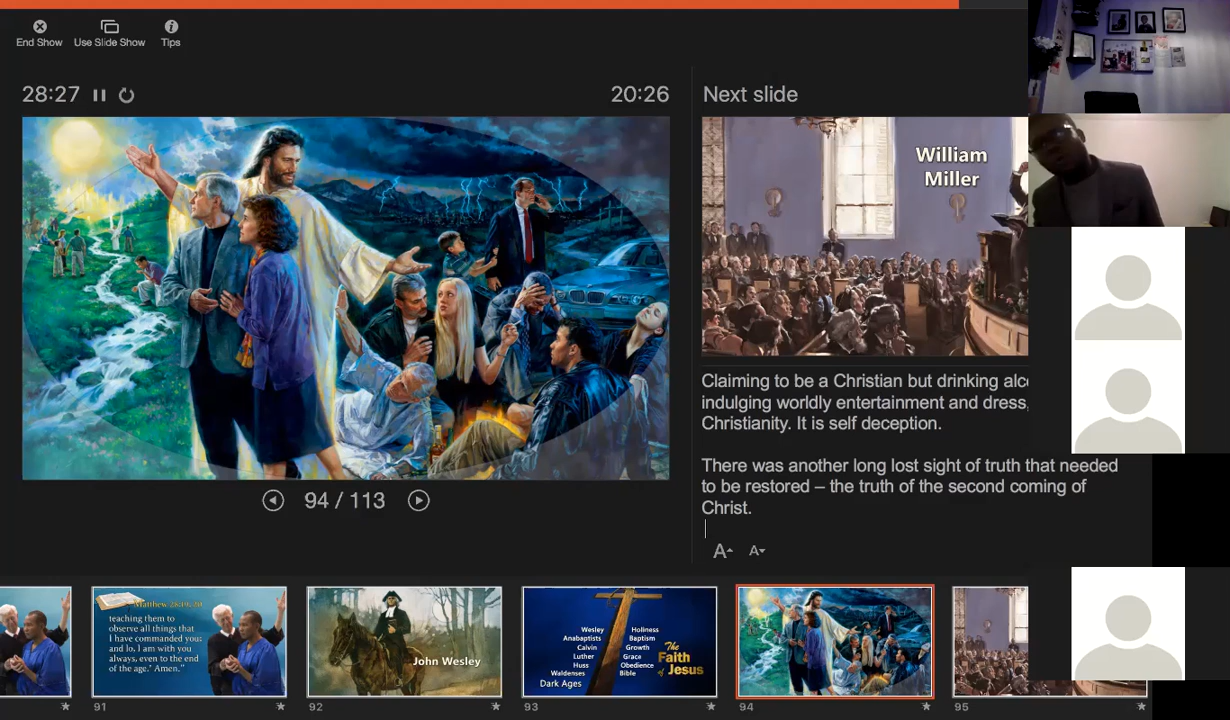 End Show
Use Slide Show
Tips
28:27
20:26
Next slide
William
Miller
Claiming to be a Christian but drinking
indulging worldly entertainment and dress,
Christianity. It is self deception.
There was another long lost sight of truth that needed
to be restored – the truth of the second coming of
Christ.
94 / 113
A
A
Matthew 28:19, 20
teaching them to
observe all things that
I have commanded you:
and lo, I am with you
always, even to the end
of the age." Amen."
John Wesley
Wesley
Anabaptists
Calvin
Luther
Huss
Waldenses
Dark Ages
Holiness
Baptism
Growth
Grace
Obedience
Bible
The
Faith
of Jesus
91
92
93
94
95